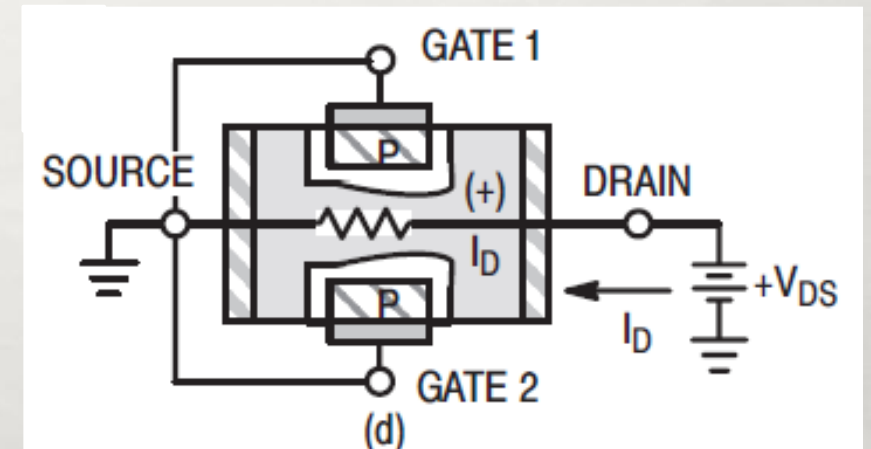 GATE 1
P
SOURCE
(+)
DRAIN
I_D
+V_DS
P
I_D
GATE 2
(d)